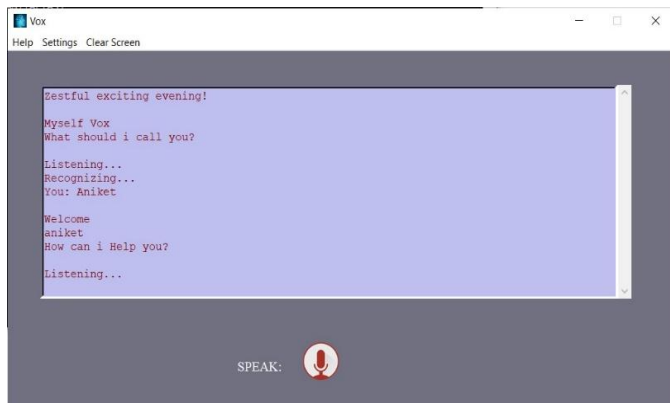 Vox
Help Settings Clear Screen
Zestful exciting evening!
Myself Vox
What should i call you?
Listening...
Recognizing...
You: Aniket
Welcome
aniket
How can i Help you?
Listening...
SPEAK: